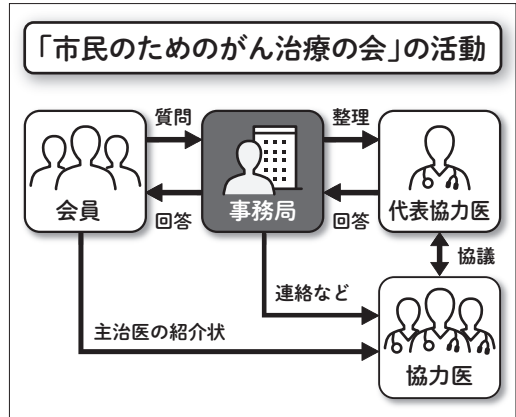 「市民のためのがん治療の会」の活動
質問
整理
会員
事務局
代表協力医
回答
回答
協議
連絡など
主治医の紹介状
協力医